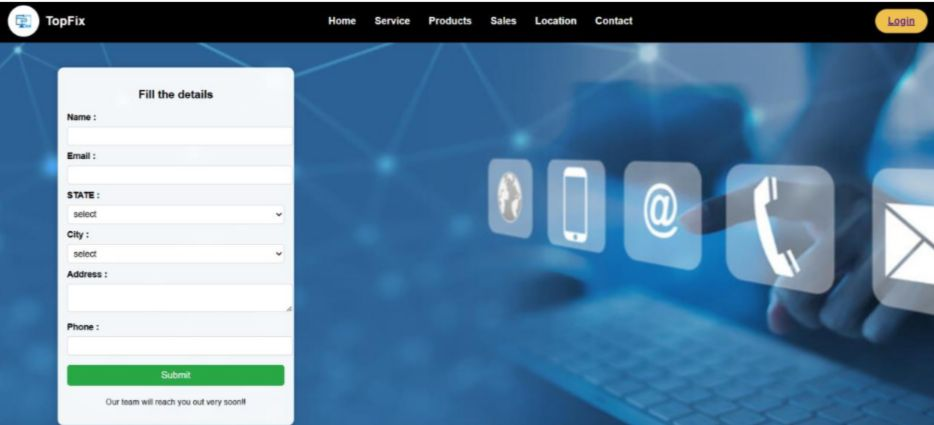 TopFix
Home Service Products Sales Location Contact
Login
Fill the details
Name :
Email :
STATE :
select
City :
select
Address :
Phone :
Submit
Our team will reach you out very soon!!
@